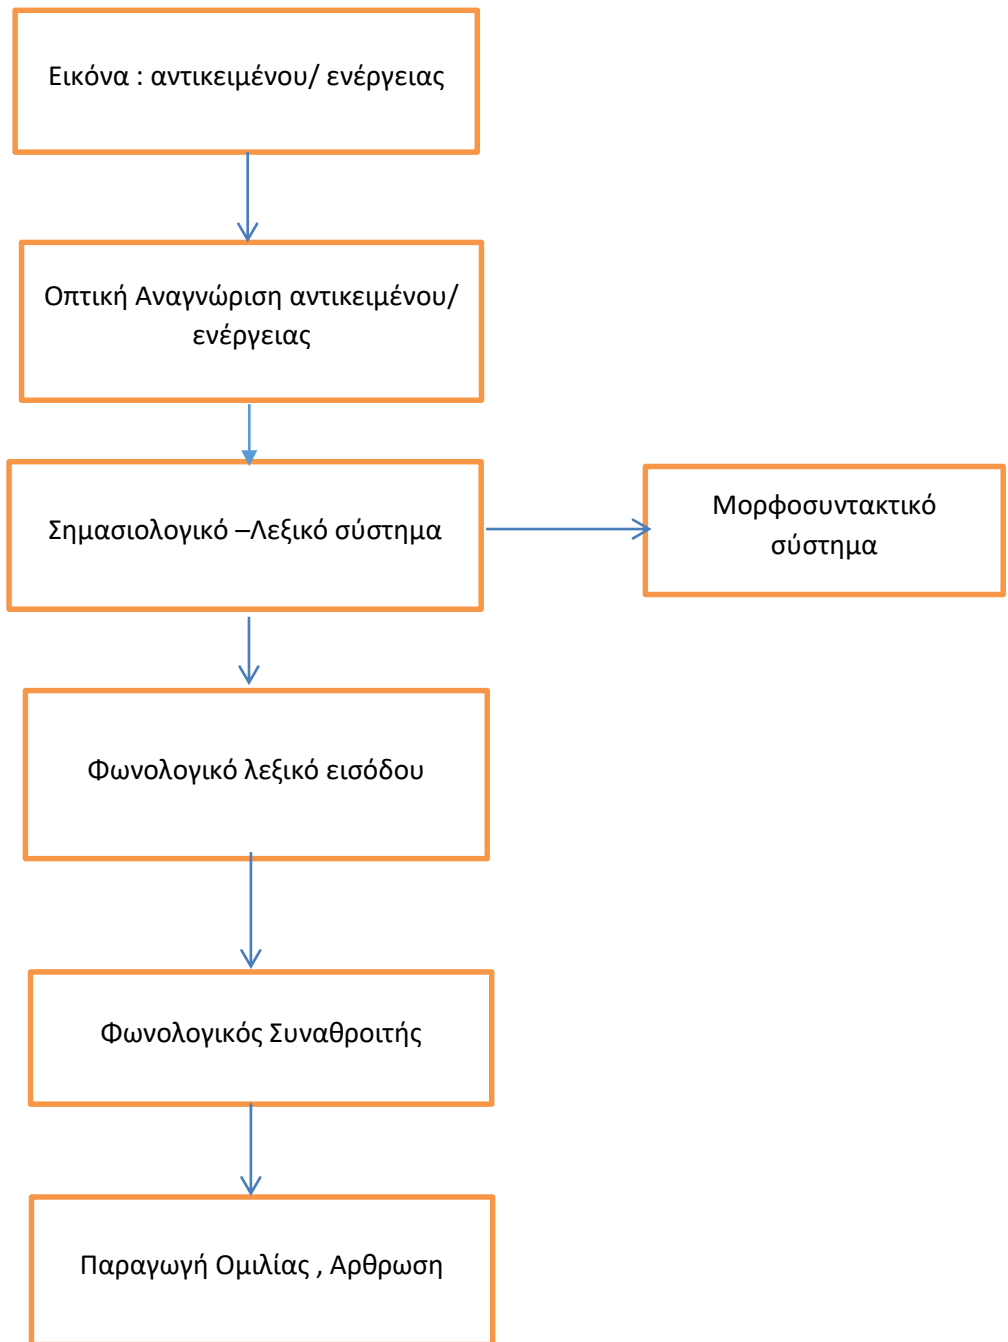 Εικόνα : αντικειμένου/ ενέργειας
Οπτική Αναγνώριση αντικειμένου/
ενέργειας
Σημασιολογικό –Λεξικό σύστημα
Μορφοσυντακτικό
σύστημα
Φωνολογικό λεξικό εισόδου
Φωνολογικός Συναθροιτής
Παραγωγή Ομιλίας , Αρθρωση